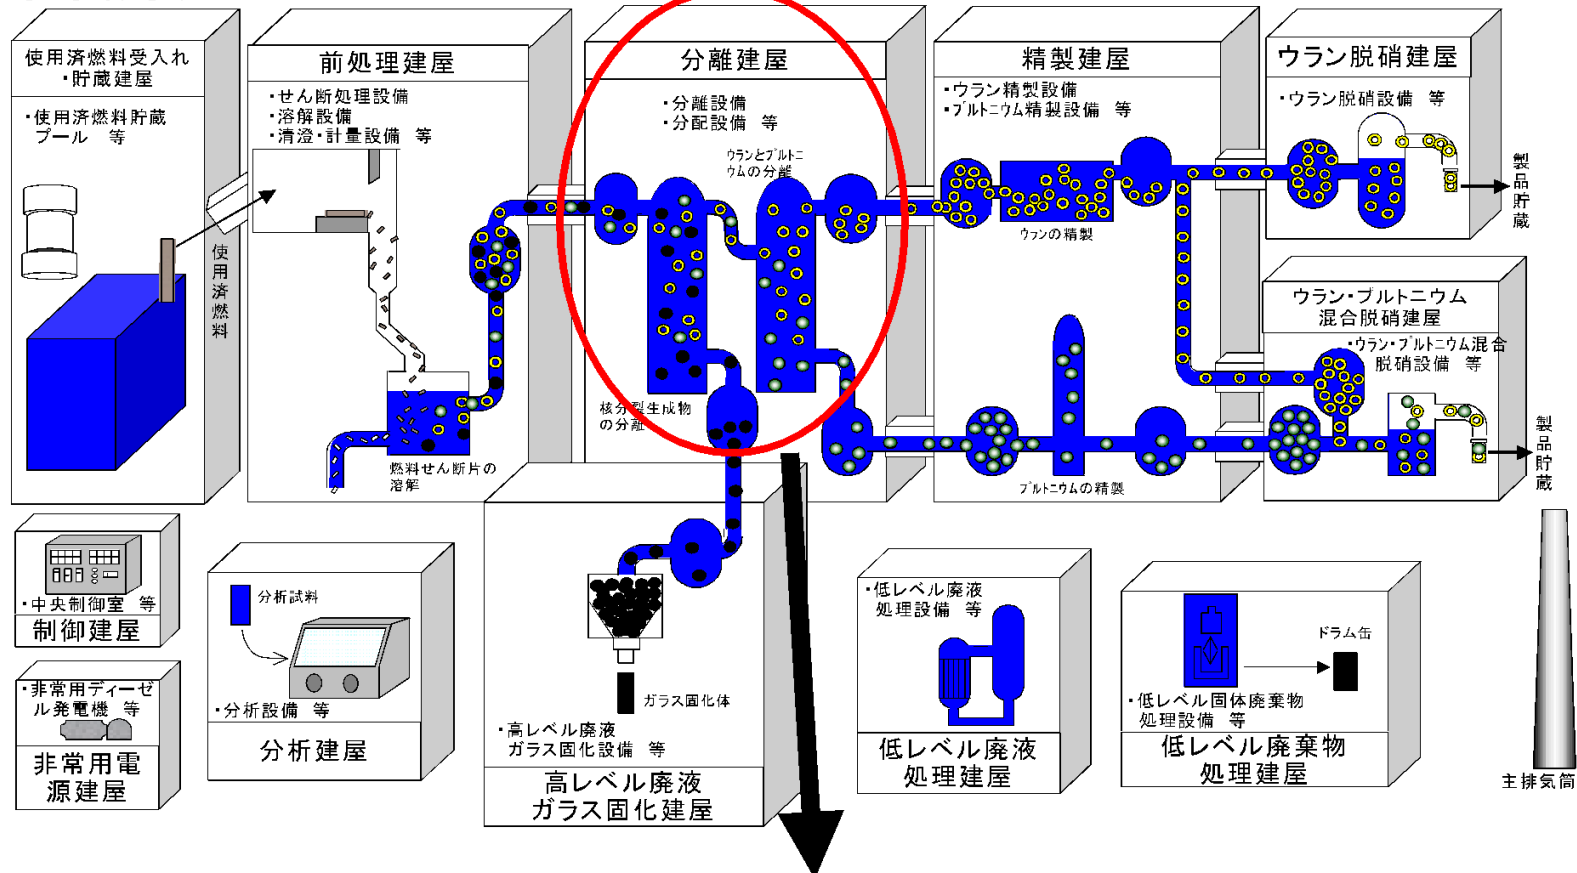 使用済燃料受入れ
・貯蔵建屋
・使用済燃料貯蔵
プール 等
使用済燃料
前処理建屋
・せん断処理設備
・溶解設備
・清澄・計量設備 等
燃料せん断片の
溶解
分離建屋
・分離設備
・分配設備 等
ウランとプルトニ
ウムの分離
核分裂生成物
の分離
精製建屋
・ウラン精製設備
・プルトニウム精製設備 等
ウランの精製
プルトニウムの精製
ウラン脱硝建屋
・ウラン脱硝設備 等
製品貯蔵
ウラン・プルトニウム
混合脱硝建屋
・ウラン・プルトニウム混合
脱硝設備 等
製品貯蔵
・中央制御室 等
制御建屋
・非常用ディーゼ
ル発電機 等
非常用電
源建屋
分析試料
・分析設備 等
分析建屋
ガラス固化体
・高レベル廃液
ガラス固化設備 等
高レベル廃液
ガラス固化建屋
・低レベル廃液
処理設備 等
低レベル廃液
処理建屋
ドラム缶
・低レベル固体廃棄物
処理設備 等
低レベル廃棄物
処理建屋
主排気筒